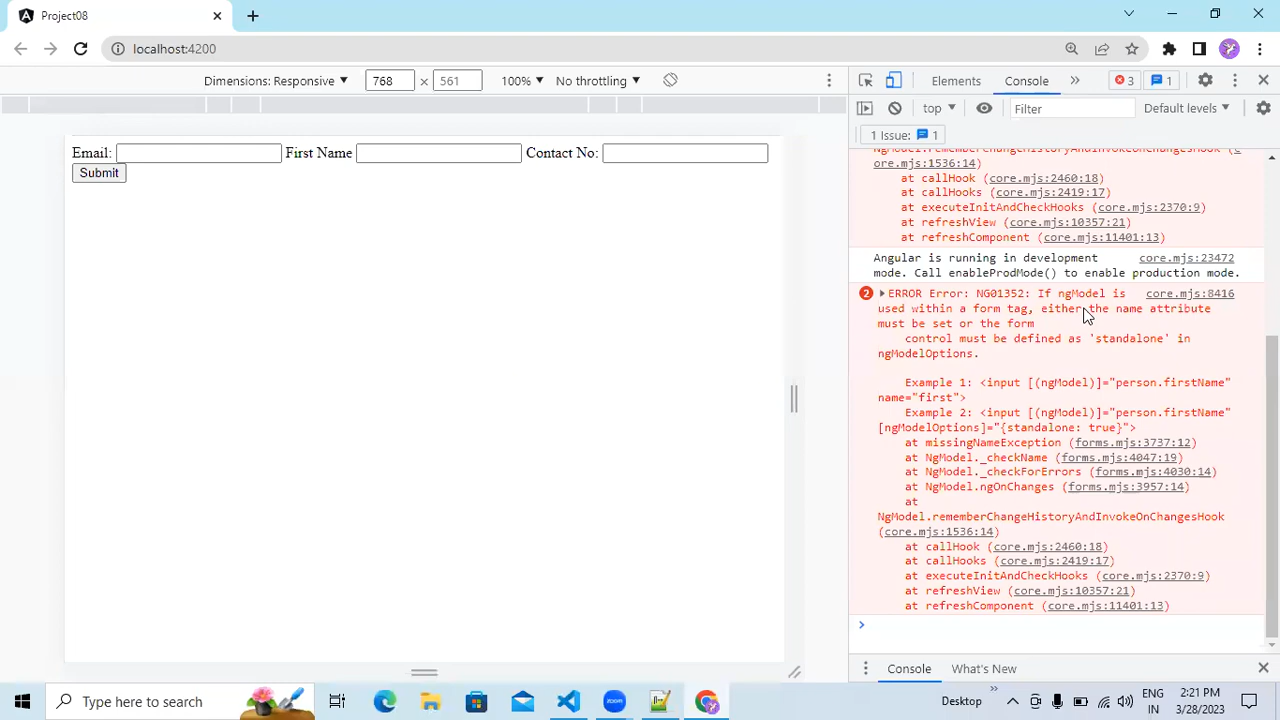 Project08
localhost:4200
Dimensions: Responsive 768 × 561 100% No throttling
Elements Console » 3 1
top Filter Default levels
1 Issue: 1
Email: First Name Contact No:
Submit
ore.mjs:1536:14)
at callHook (core.mjs:2460:18)
at callHooks (core.mjs:2419:17)
at executeInitAndCheckHooks (core.mjs:2370:9)
at refreshView (core.mjs:10357:21)
at refreshComponent (core.mjs:11401:13)
Angular is running in development core.mjs:23472
mode. Call enableProdMode() to enable production mode.
2 ERROR Error: NG01352: If ngModel is core.mjs:8416
used within a form tag, either the name attribute
must be set or the form
control must be defined as 'standalone' in
ngModelOptions.
Example 1: <input [(ngModel)]="person.firstName"
name="first">
Example 2: <input [(ngModel)]="person.firstName"
[ngModelOptions]="{standalone: true}">
at missingNameException (forms.mjs:3737:12)
at NgModel._checkName (forms.mjs:4047:19)
at NgModel._checkForErrors (forms.mjs:4030:14)
at NgModel.ngOnChanges (forms.mjs:3957:14)
at
NgModel.rememberChangeHistoryAndInvokeOnChangesHook
(core.mjs:1536:14)
at callHook (core.mjs:2460:18)
at callHooks (core.mjs:2419:17)
at executeInitAndCheckHooks (core.mjs:2370:9)
at refreshView (core.mjs:10357:21)
at refreshComponent (core.mjs:11401:13)
Console What's New
Type here to search
Desktop »
ENG
IN
2:21 PM
3/28/2023